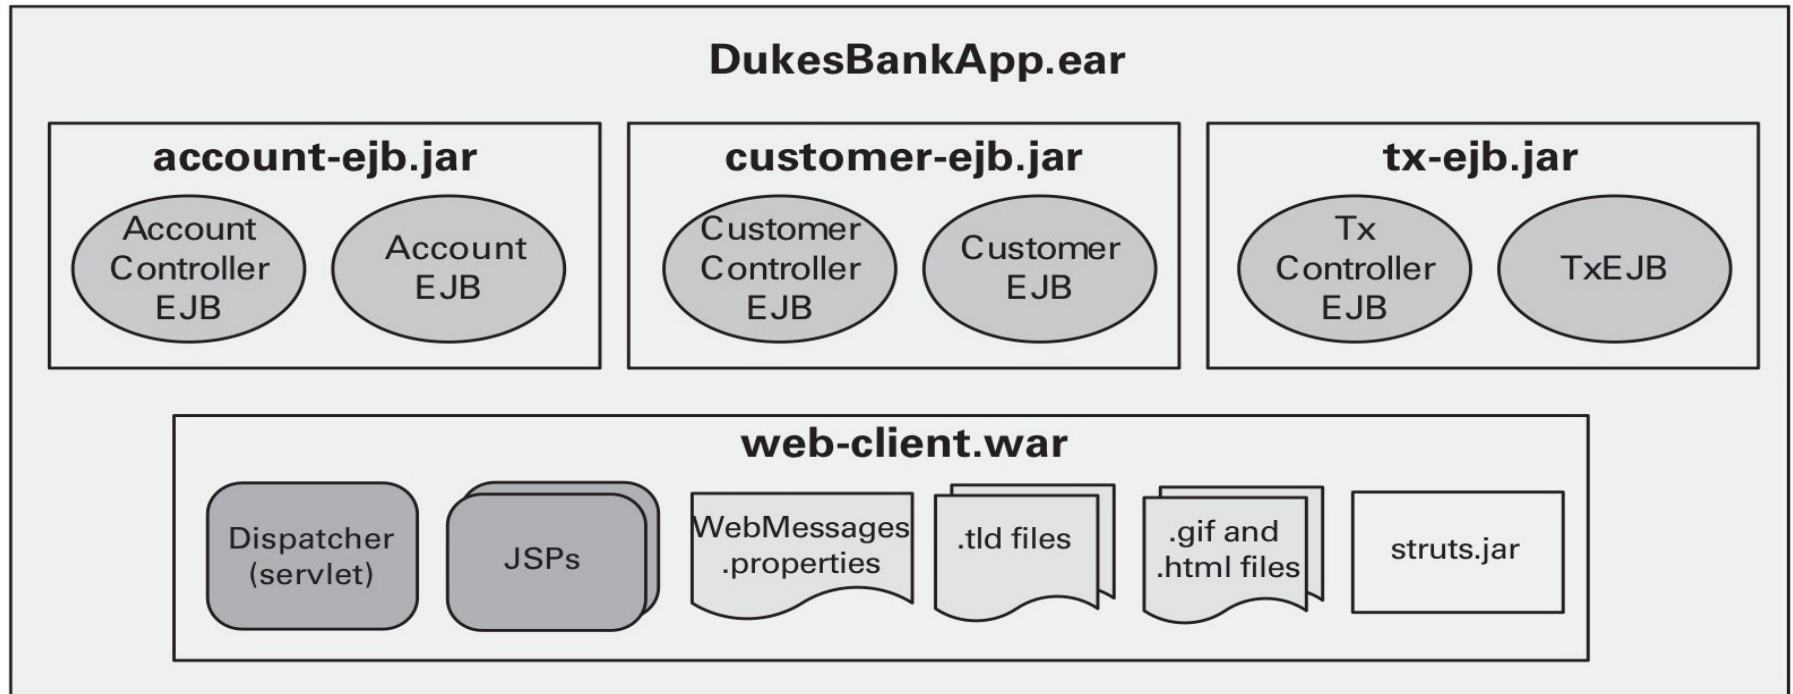 DukesBankApp.ear
account-ejb.jar
Account
Controller
EJB
Account
EJB
customer-ejb.jar
Customer
Controller
EJB
Customer
EJB
tx-ejb.jar
Tx
Controller
EJB
TxEJB
web-client.war
Dispatcher
(servlet)
JSPs
WebMessages
.properties
.tld files
.gif and
.html files
struts.jar